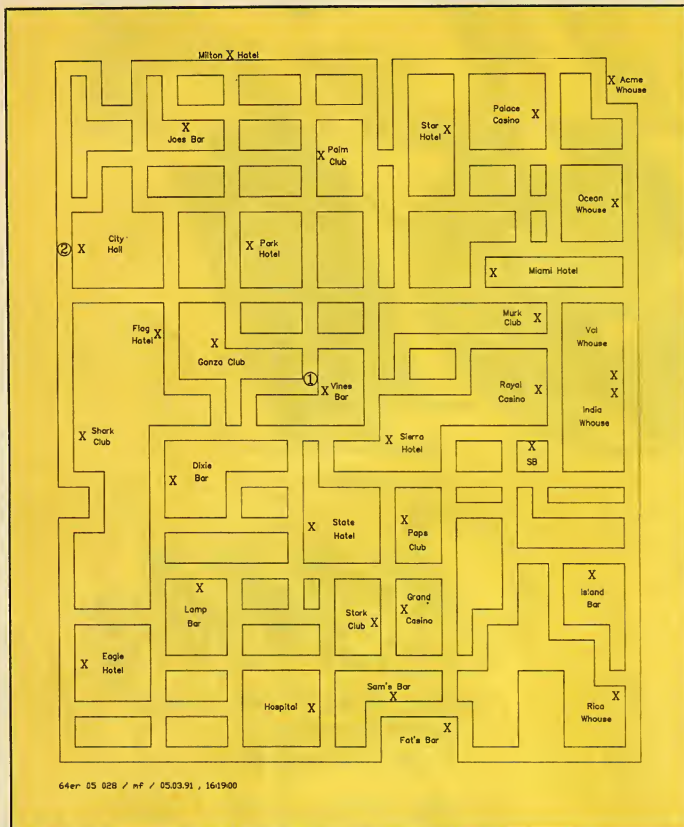 Milton X Hotel
X Acme
Whouse
X
Joes Bar
X Palm
Club
Star X
Hotel
Palace
Casino X
Ocean X
Whouse
② X City
Hall
X Park
Hotel
X Miami Hotel
Flag X
Hotel
X
Gonzo Club
Murk X
Club
Val
Whouse
X
X
India
Whouse
①
X Vines
Bar
Royal X
Casino
X Shark
Club
X Sierra
Hotel
X
SB
Dixie
Bar
X
X State
Hotel
X Paps
Club
X
Lamp
Bar
Stork
Club X
Grand
X Casino
X
Island
Bar
X Eagle
Hotel
Hospital X
Sam's Bar
X
X
Fat's Bar
X
Rico
Whouse
64er 05 028 / mf / 05.03.91 , 16:19:00